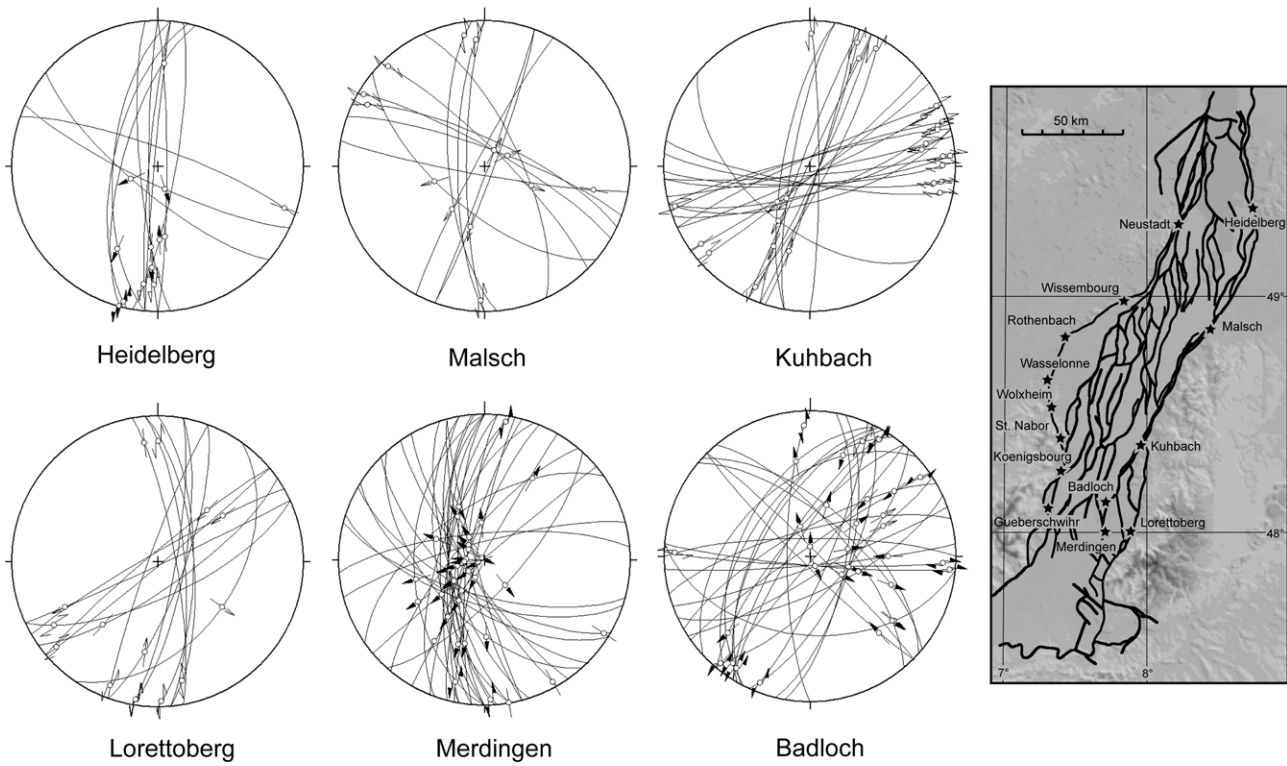 Heidelberg
Malsch
Kuhbach
Lorettoberg
Merdingen
Badloch
50 km
Neustadt
Heidelberg
Wissembourg
49°
Rothenbach
Malsch
Wasselonne
Wolxheim
St. Nabor
Kuhbach
Koenigsbourg
Badloch
Gueberschwihr
Lorettoberg
48°
Merdingen
7°
8°